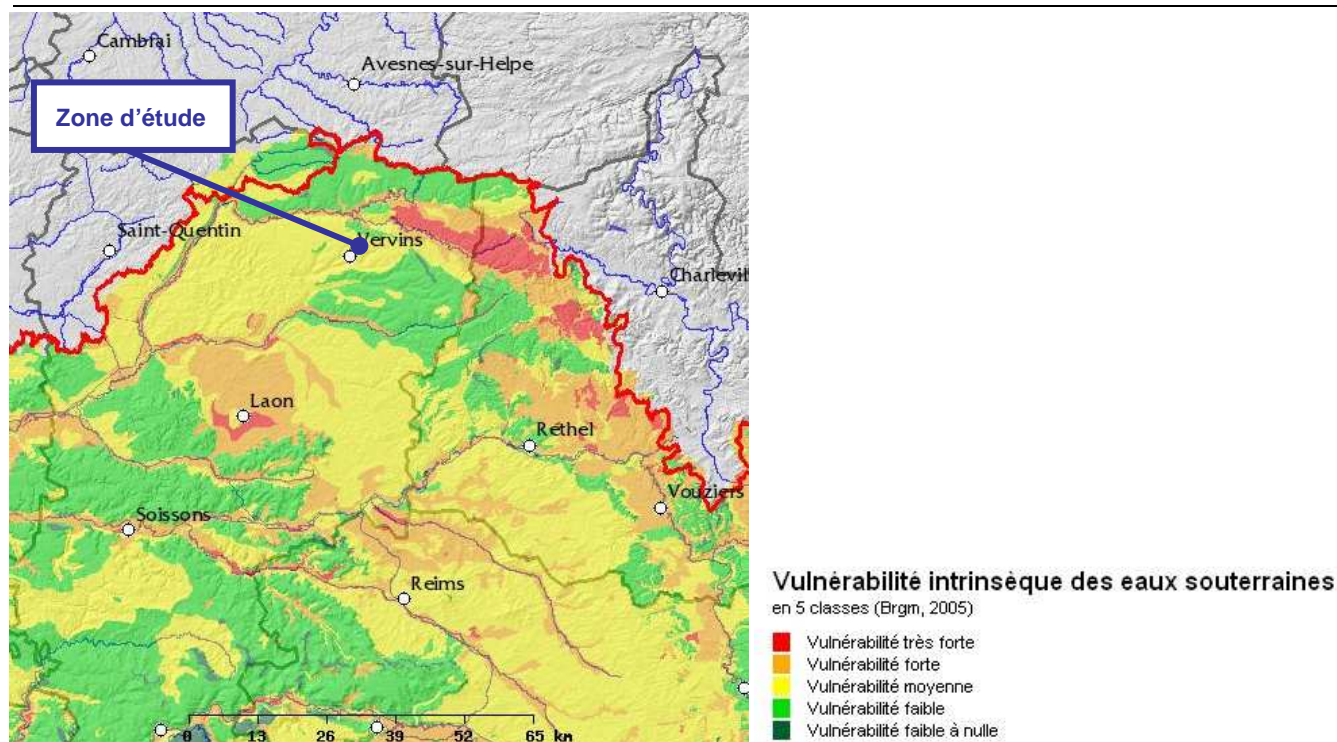 Cambrai
Avesnes-sur-Helpe
Zone d'étude
Saint-Quentin
Vervins
Charlevil
Laon
Réthel
Vouziers
Soissons
Reims
0 13 26 39 52 65 km
Vulnérabilité intrinsèque des eaux souterraines
en 5 classes (Brgm, 2005)
Vulnérabilité très forte
Vulnérabilité forte
Vulnérabilité moyenne
Vulnérabilité faible
Vulnérabilité faible à nulle